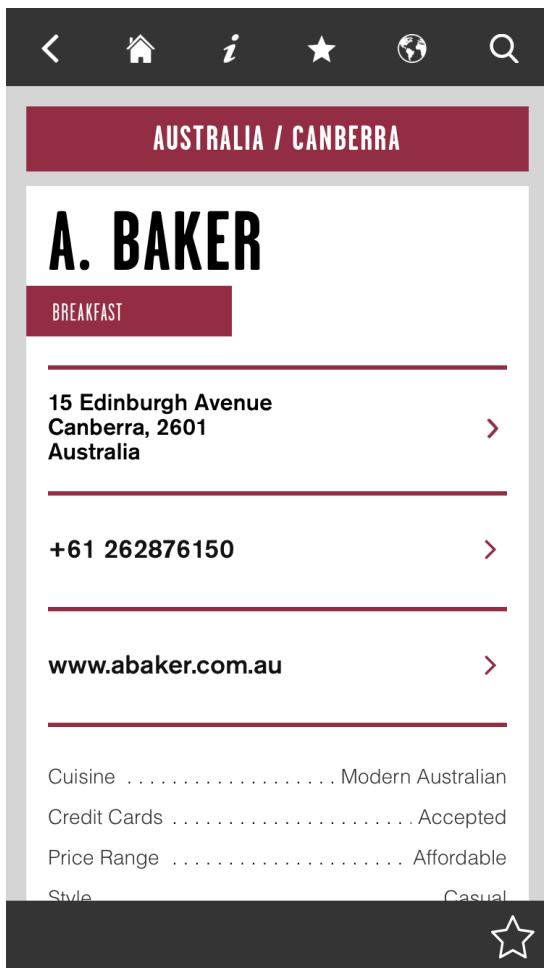 AUSTRALIA / CANBERRA
A. BAKER
BREAKFAST
15 Edinburgh Avenue
Canberra, 2601
Australia
+61 262876150
www.abaker.com.au
Cuisine . . . . . . . . . . . . . . . . . . . Modern Australian
Credit Cards . . . . . . . . . . . . . . . . . . . . . . Accepted
Price Range . . . . . . . . . . . . . . . . . . . . . Affordable
Style Casual